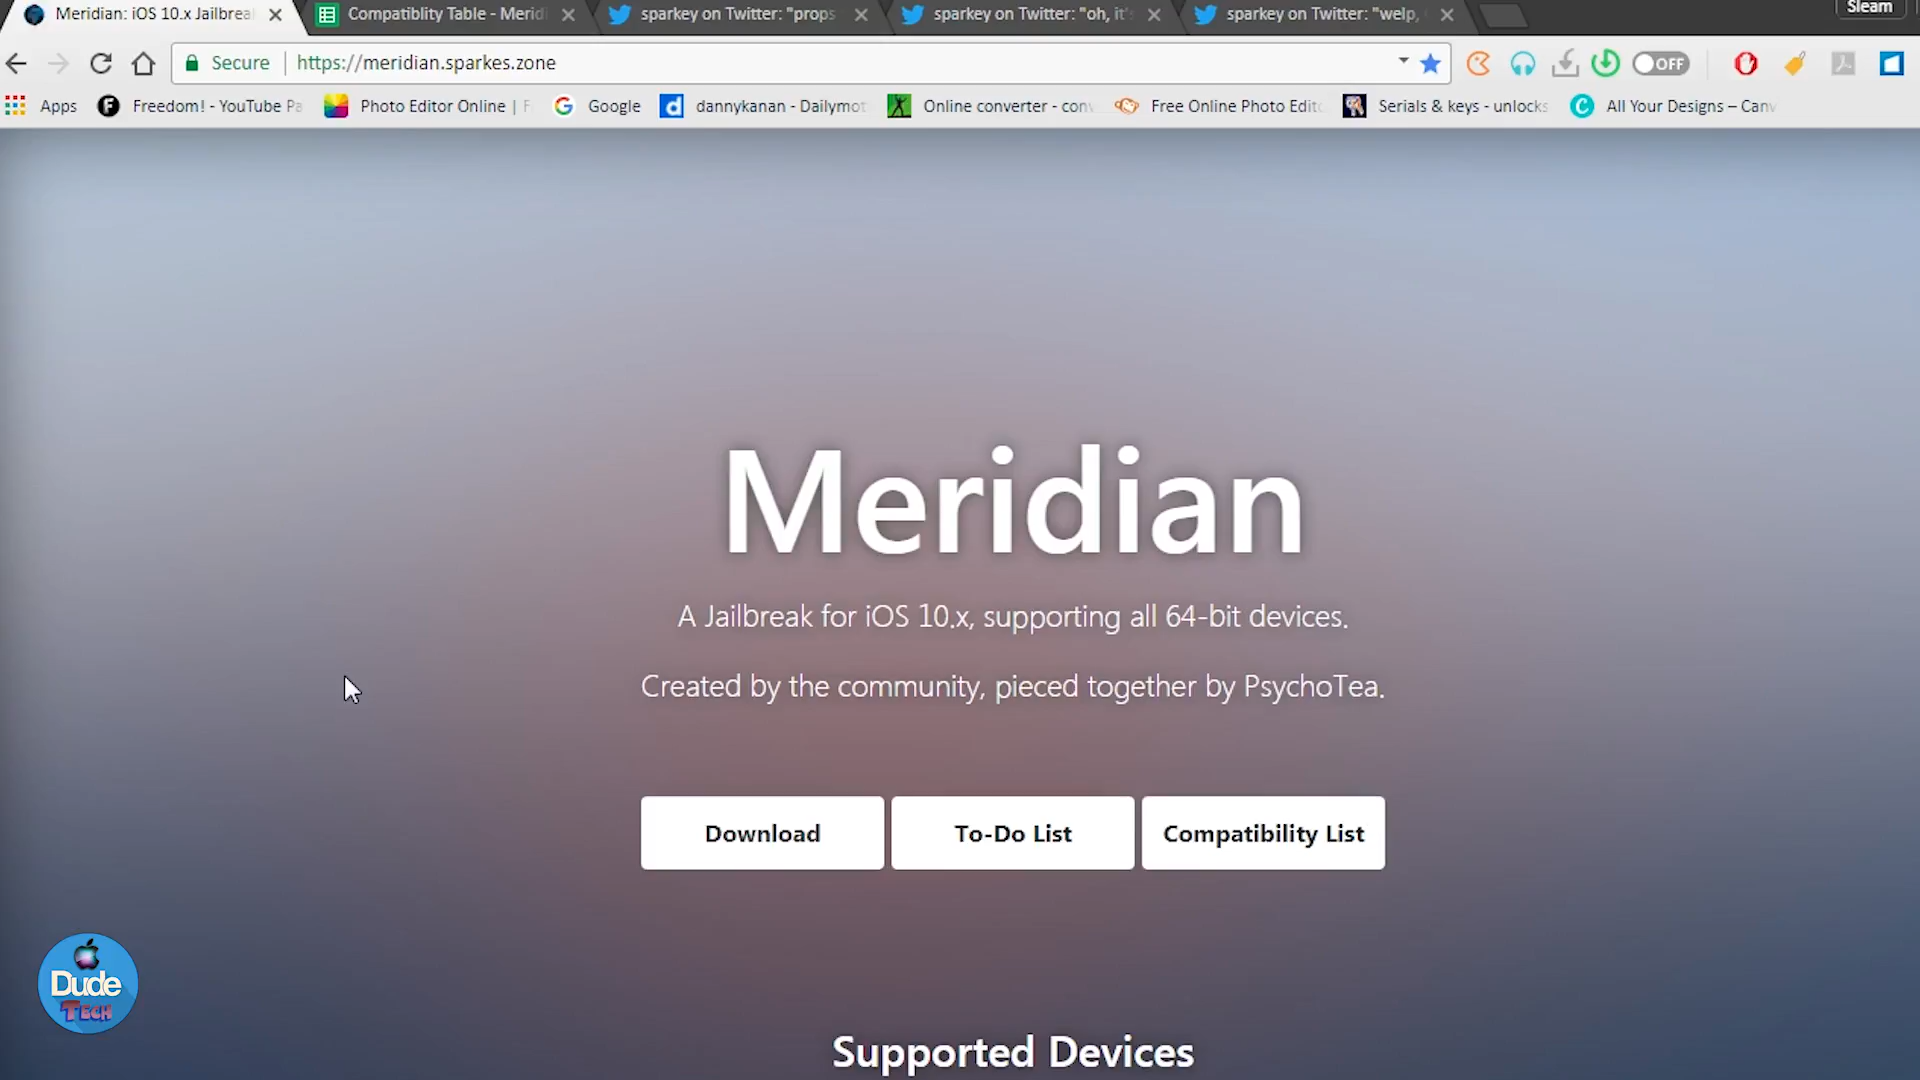 Meridian: iOS 10.x Jailbrea
Compatiblity Table - Merid
sparkey on Twitter: "props
sparkey on Twitter: "oh, it's
sparkey on Twitter: "welp,
Sleam
Secure
https://meridian.sparkes.zone
OFF
Apps
Freedom! - YouTube Pa
Photo Editor Online | F
Google
dannykanan - Dailymot
Online converter - conv
Free Online Photo Edito
Serials & keys - unlocks
All Your Designs – Canv
Meridian
A Jailbreak for iOS 10.x, supporting all 64-bit devices.
Created by the community, pieced together by PsychoTea.
Download
To-Do List
Compatibility List
Dude
Tech
Supported Devices